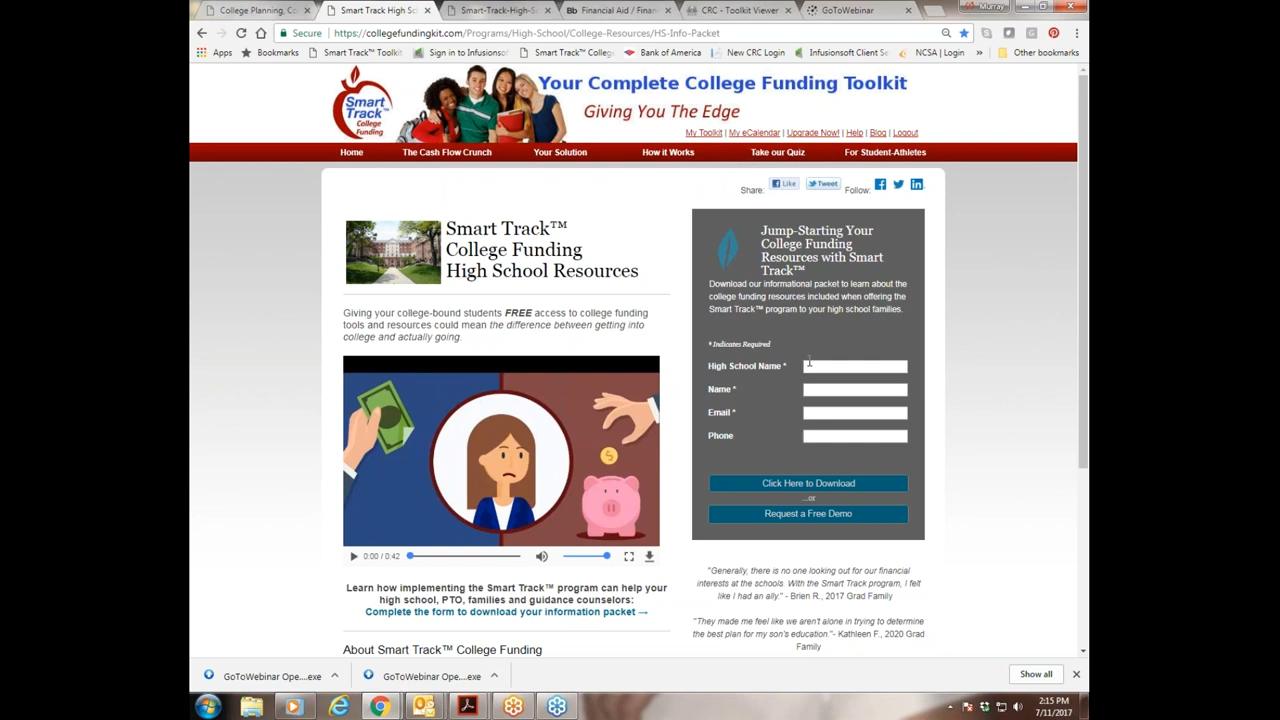 College Planning, Co
Smart Track High Sc
Smart-Track-High-S
Financial Aid / Finan
CRC - Toolkit Viewer
GoToWebinar
Murray
Secure
https://collegefundingkit.com/Programs/High-School/College-Resources/HS-Info-Packet
Apps
Bookmarks
Smart Track™ Toolkit
Sign in to Infusionso
Smart Track™ Colleg
Bank of America
New CRC Login
Infusionsoft Client Se
NCSA | Login
»
Other bookmarks
Smart Track™ College Funding
Your Complete College Funding Toolkit
Giving You The Edge
My Toolkit | My eCalendar | Upgrade Now! | Help | Blog | Logout
Home
The Cash Flow Crunch
Your Solution
How it Works
Take our Quiz
For Student-Athletes
Share: Like Tweet Follow:
Smart Track™
College Funding
High School Resources
Giving your college-bound students FREE access to college funding
tools and resources could mean the difference between getting into
college and actually going.
0:00 / 0:42
Learn how implementing the Smart Track™ program can help your
high school, PTO, families and guidance counselors:
Complete the form to download your information packet →
About Smart Track™ College Funding
Jump-Starting Your
College Funding
Resources with Smart
Track™
Download our informational packet to learn about the
college funding resources included when offering the
Smart Track™ program to your high school families.
* Indicates Required
High School Name *
Name *
Email *
Phone
Click Here to Download
...or
Request a Free Demo
"Generally, there is no one looking out for our financial
interests at the schools. With the Smart Track program, I felt
like I had an ally." - Brien R., 2017 Grad Family
"They made me feel like we aren't alone in trying to determine
the best plan for my son's education."- Kathleen F., 2020 Grad
Family
GoToWebinar Ope....exe
GoToWebinar Ope....exe
Show all
2:15 PM
7/11/2017